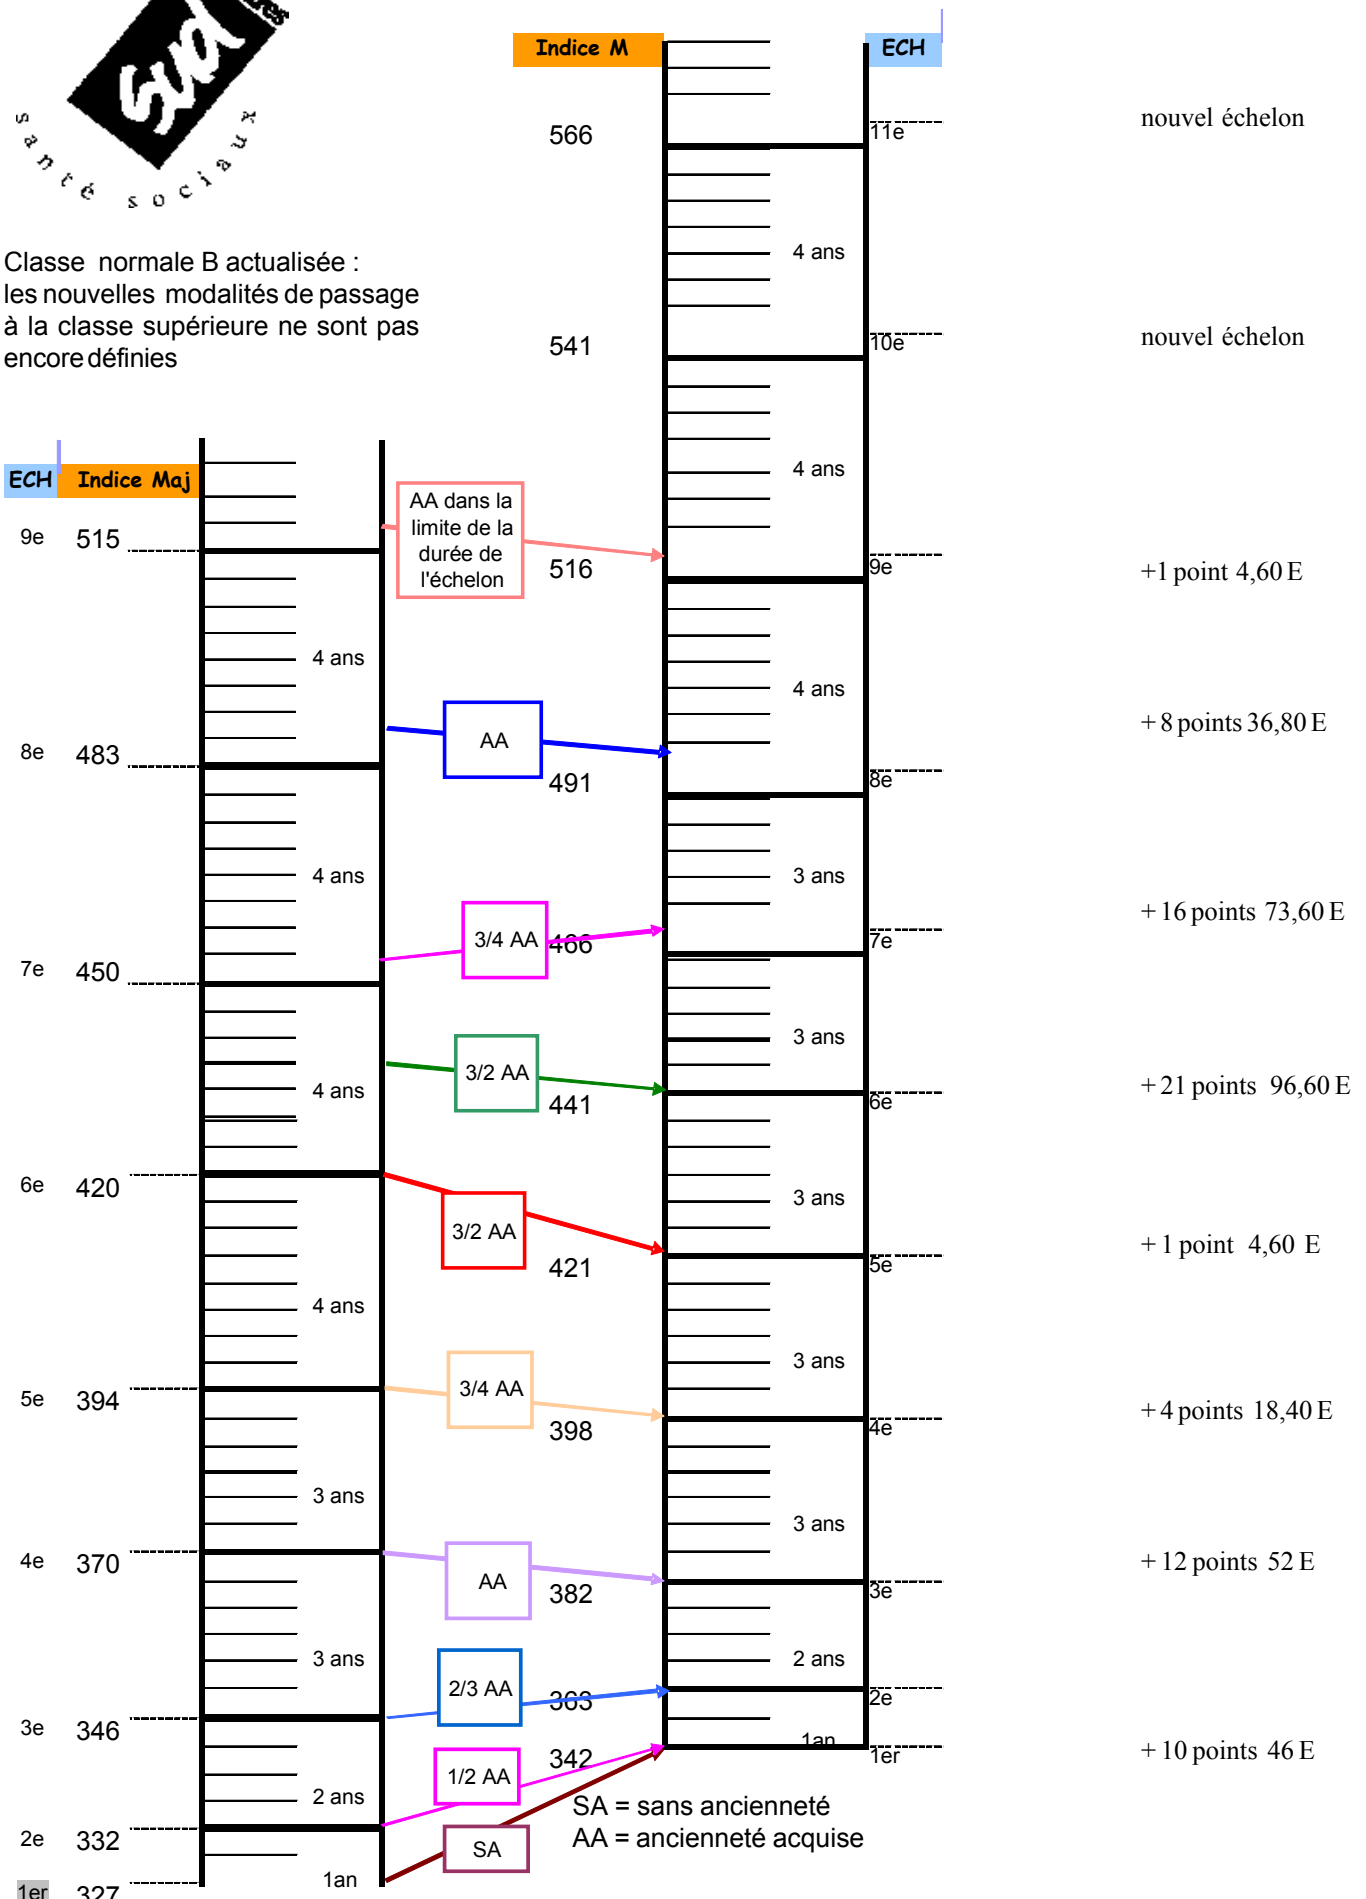 Sud
santé sociaux
Indice M
ECH
566
11e
nouvel échelon
4 ans
Classe normale B actualisée :
les nouvelles modalités de passage
à la classe supérieure ne sont pas
encore définies
541
10e
nouvel échelon
4 ans
ECH
Indice Maj
AA dans la
limite de la
durée de
l'échelon
9e
515
516
9e
+1 point 4,60 E
4 ans
4 ans
+ 8 points 36,80 E
AA
8e
483
491
8e
4 ans
3 ans
+ 16 points 73,60 E
3/4 AA
466
7e
7e
450
3 ans
3/2 AA
4 ans
441
6e
+ 21 points 96,60 E
6e
420
3 ans
3/2 AA
421
5e
+ 1 point 4,60 E
4 ans
3 ans
3/4 AA
5e
394
398
4e
+ 4 points 18,40 E
3 ans
3 ans
4e
370
AA
382
3e
+ 12 points 52 E
3 ans
2 ans
2/3 AA
363
2e
3e
346
1an
342
1er
+ 10 points 46 E
1/2 AA
2 ans
SA = sans ancienneté
AA = ancienneté acquise
2e
332
SA
1an
1er
327